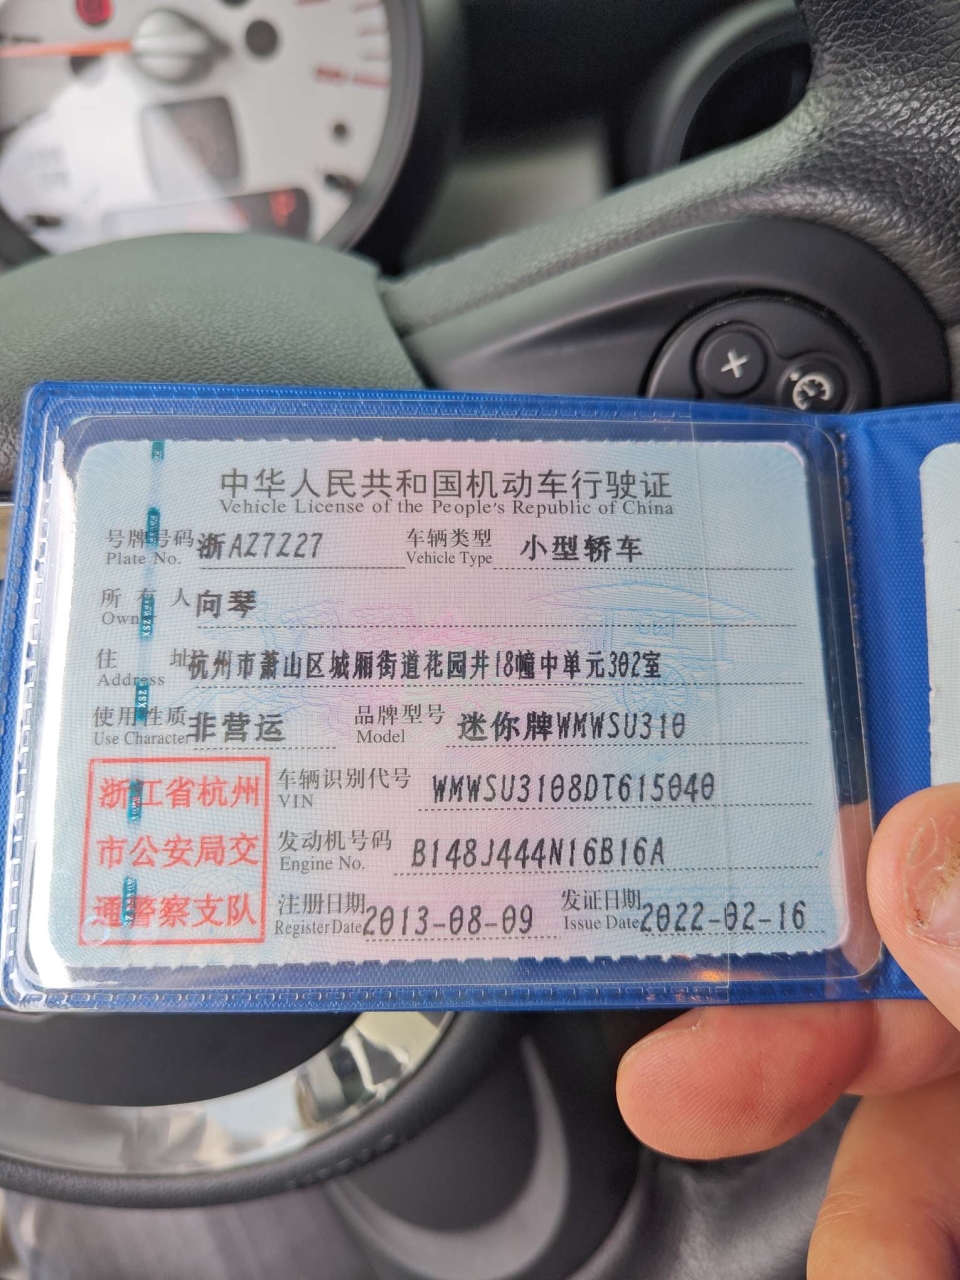 中华人民共和国机动车行驶证
Vehicle License of the People's Republic of China
号牌号码 浙AZ7Z27 车辆类型 小型轿车
Plate No. Vehicle Type
所有人 向琴
Owner
住址 杭州市萧山区城厢街道花园井18幢中单元302室
Address
使用性质 非营运 品牌型号 迷你牌WMWSU310
Use Character Model
浙江省杭州
市公安局交
通警察支队
车辆识别代号 WMWSU3108DT615040
VIN
发动机号码 B148J444N16B16A
Engine No.
注册日期 2013-08-09 发证日期 2022-02-16
Register Date Issue Date